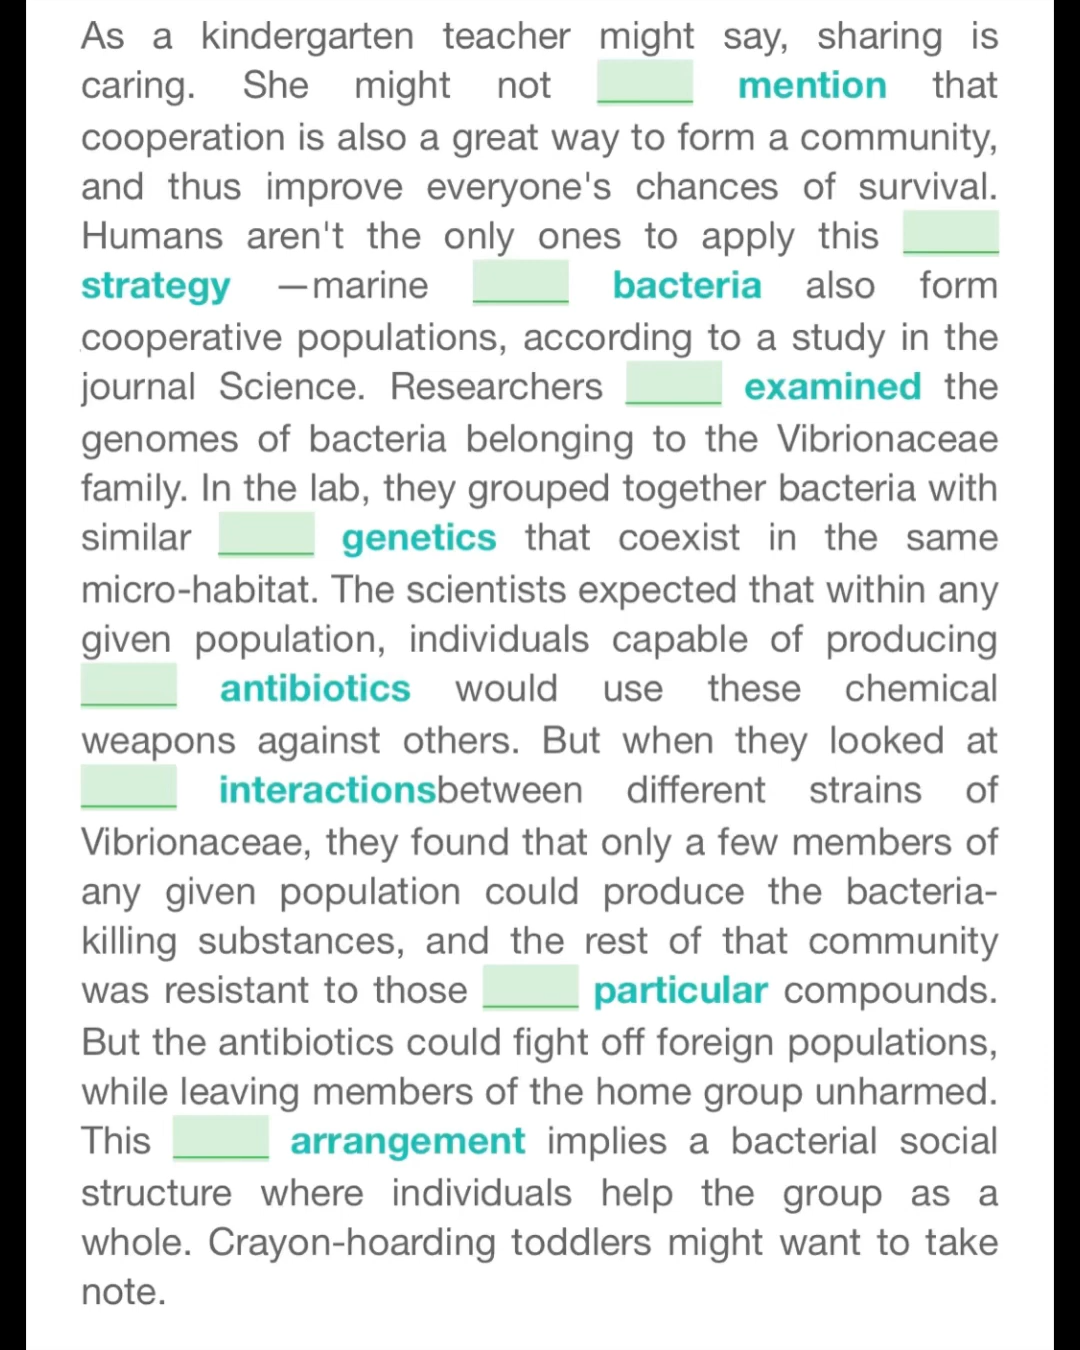 As a kindergarten teacher might say, sharing is
caring. She might not mention that
cooperation is also a great way to form a community,
and thus improve everyone's chances of survival.
Humans aren't the only ones to apply this
strategy —marine bacteria also form
cooperative populations, according to a study in the
journal Science. Researchers examined the
genomes of bacteria belonging to the Vibrionaceae
family. In the lab, they grouped together bacteria with
similar genetics that coexist in the same
micro-habitat. The scientists expected that within any
given population, individuals capable of producing
antibiotics would use these chemical
weapons against others. But when they looked at
interactionsbetween different strains of
Vibrionaceae, they found that only a few members of
any given population could produce the bacteria-
killing substances, and the rest of that community
was resistant to those particular compounds.
But the antibiotics could fight off foreign populations,
while leaving members of the home group unharmed.
This arrangement implies a bacterial social
structure where individuals help the group as a
whole. Crayon-hoarding toddlers might want to take
note.